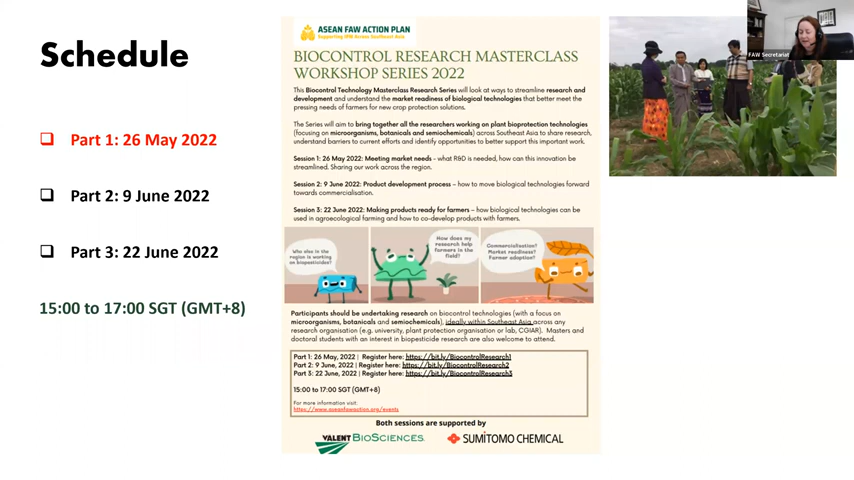 Schedule
Part 1: 26 May 2022
Part 2: 9 June 2022
Part 3: 22 June 2022
15:00 to 17:00 SGT (GMT+8)
ASEAN FAW ACTION PLAN
Supporting IPM Across Southeast Asia
BIOCONTROL RESEARCH MASTERCLASS
WORKSHOP SERIES 2022
This Biocontrol Technology Masterclass Research Series will look at ways to streamline research and
development and understand the market readiness of biological technologies that better meet the
pressing needs of farmers for new crop protection solutions.
The Series will aim to bring together all the researchers working on plant bioprotection technologies
(focusing on microorganisms, botanicals and semiochemicals) across Southeast Asia to share research,
understand barriers to current efforts and identify opportunities to better support this important work.
Session 1: 26 May 2022: Meeting market needs - what R&D is needed, how can this innovation be
streamlined. Sharing our work across the region.
Session 2: 9 June 2022: Product development process – how to move biological technologies forward
towards commercialisation.
Session 3: 22 June 2022: Making products ready for farmers – how biological technologies can be
used in agroecological farming and how to co-develop products with farmers.
Who else in the
region is working
on biopesticides?
How does my
research help
farmers in the
field?
Commercialisation?
Market readiness?
Farmer adoption?
Participants should be undertaking research on biocontrol technologies (with a focus on
microorganisms, botanicals and semiochemicals), ideally within Southeast Asia across any
research organisation (e.g. university, plant protection organisation or lab, CGIAR). Masters and
doctoral students with an interest in biopesticide research are also welcome to attend.
Part 1: 26 May, 2022 | Register here: https://bit.ly/BiocontrolResearch1
Part 2: 9 June, 2022 | Register here: https://bit.ly/BiocontrolResearch2
Part 3: 22 June, 2022 | Register here: https://bit.ly/BiocontrolResearch3
15:00 to 17:00 SGT (GMT+8)
For more information visit:
https://www.aseanfawaction.org/events
Both sessions are supported by
VALENT BIOSCIENCES
SUMITOMO CHEMICAL
FAW Secretariat